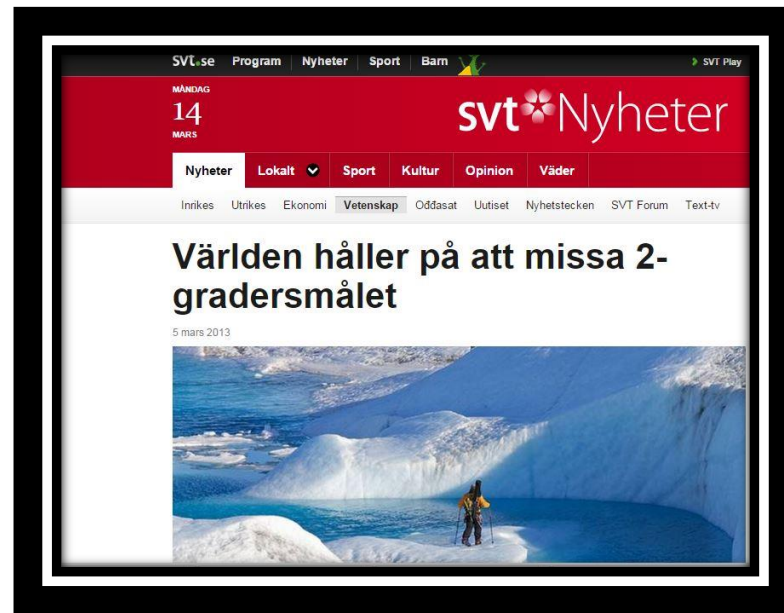 svt.se Program Nyheter Sport Barn SVT Play
MÅNDAG
14
MARS
svt Nyheter
Nyheter Lokalt Sport Kultur Opinion Väder
Inrikes Utrikes Ekonomi Vetenskap Ođđasat Uutiset Nyhetstecken SVT Forum Text-tv
Världen håller på att missa 2-
gradersmålet
5 mars 2013